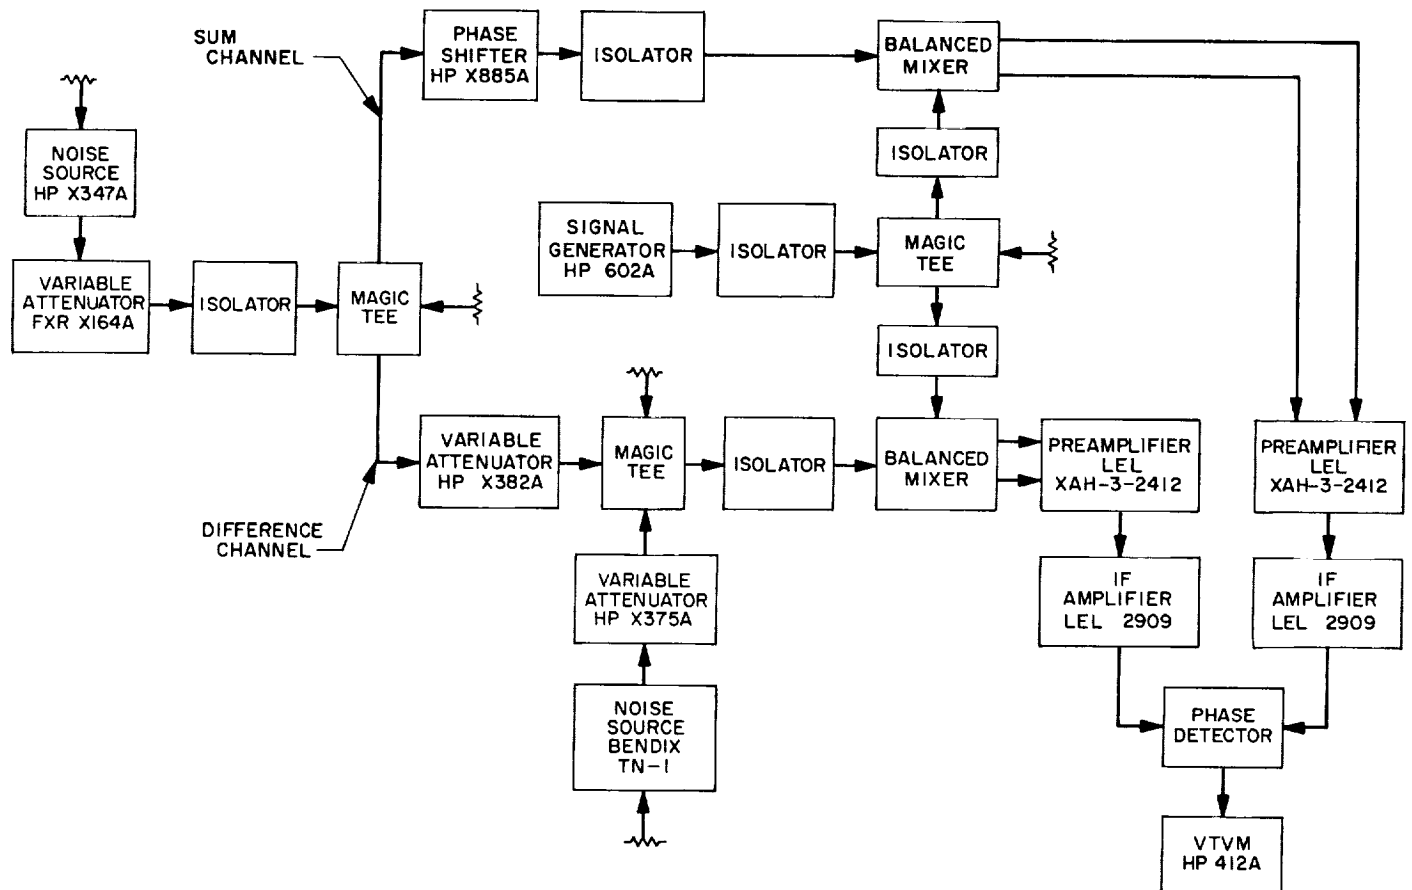 SUM
CHANNEL
PHASE
SHIFTER
HP X885A
ISOLATOR
BALANCED
MIXER
NOISE
SOURCE
HP X347A
ISOLATOR
VARIABLE
ATTENUATOR
FXR X164A
ISOLATOR
MAGIC
TEE
SIGNAL
GENERATOR
HP 602A
ISOLATOR
MAGIC
TEE
ISOLATOR
DIFFERENCE
CHANNEL
VARIABLE
ATTENUATOR
HP X382A
MAGIC
TEE
ISOLATOR
BALANCED
MIXER
PREAMPLIFIER
LEL
XAH-3-2412
PREAMPLIFIER
LEL
XAH-3-2412
VARIABLE
ATTENUATOR
HP X375A
IF
AMPLIFIER
LEL 2909
IF
AMPLIFIER
LEL 2909
NOISE
SOURCE
BENDIX
TN-1
PHASE
DETECTOR
VTVM
HP 412A